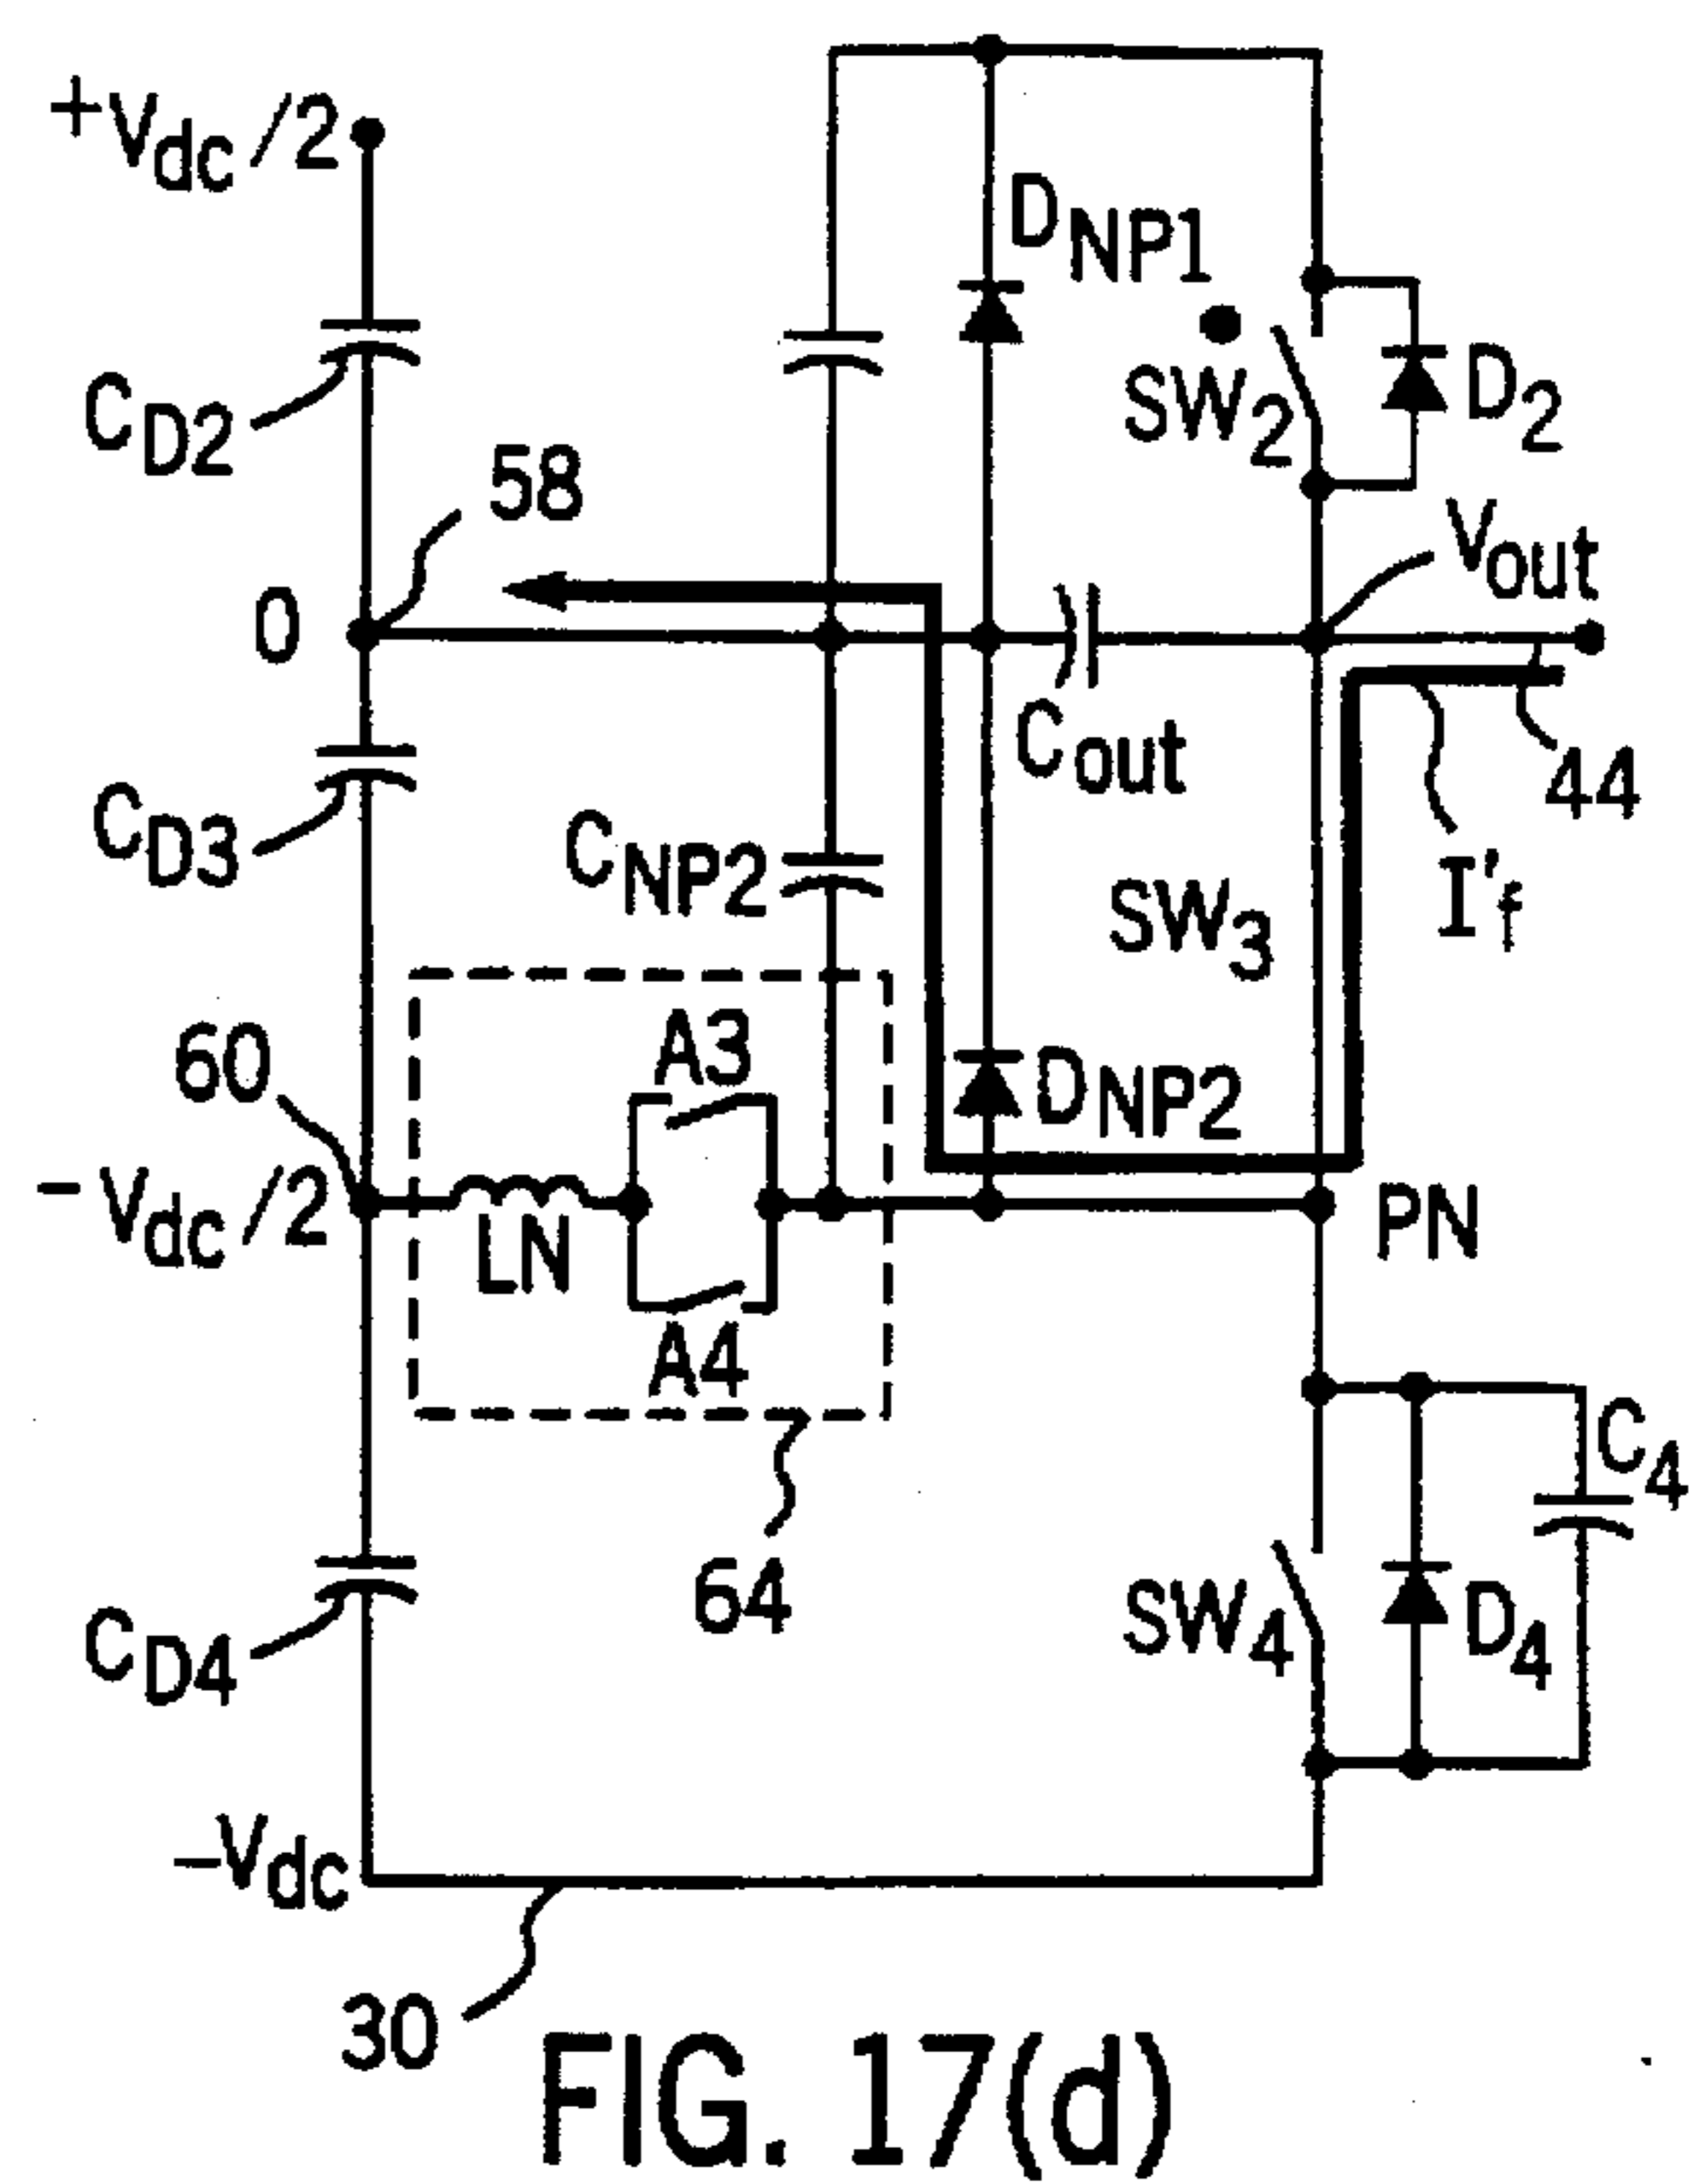 +Vdc/2
DNP1
SW2
D2
CD2
58
Vout
0
Cout
44
CD3
CNP2
SW3
I'f
60
A3
DNP2
-Vdc/2
LN
PN
A4
C4
64
SW4
D4
CD4
-Vdc
30
FIG. 17(d)